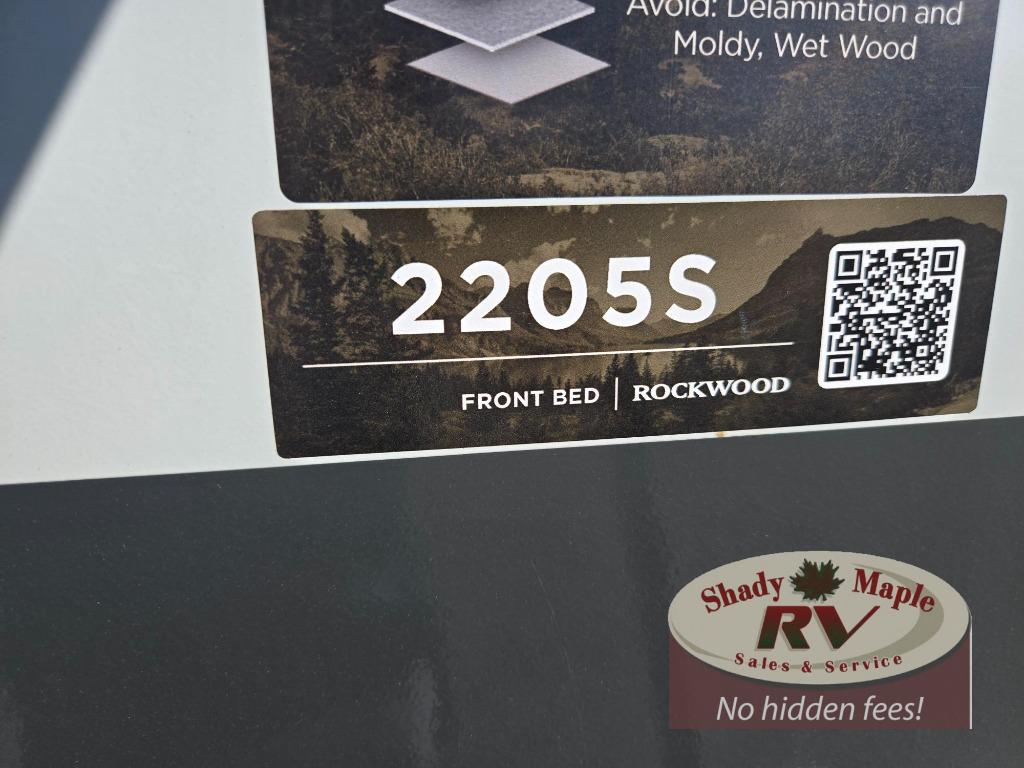 Avoid: Delamination and
Moldy, Wet Wood
2205S
FRONT BED | ROCKWOOD
Shady Maple
RV
Sales & Service
No hidden fees!